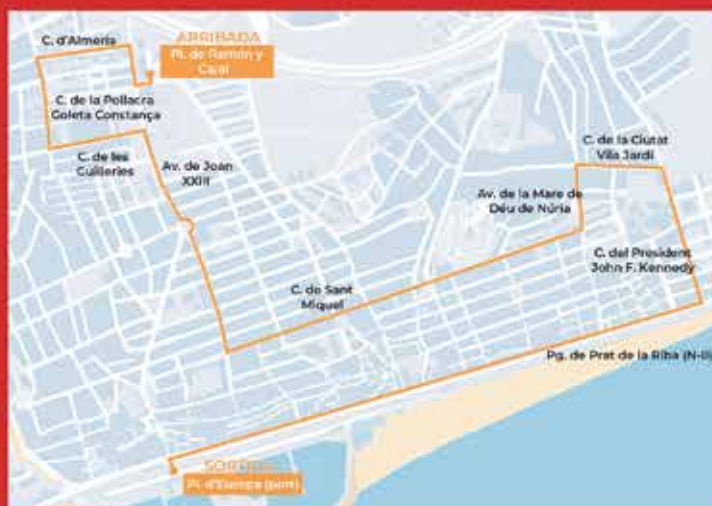 C. d'Almeria
ARRIBADA
Pl. de Ramón y
Cajal
C. de la Pollacra
Goleta Constança
C. de les
Guilleries
Av. de Joan
XXIII
C. de la Ciutat
Vila Jardí
Av. de la Mare de
Déu de Núria
C. del President
John F. Kennedy
C. de Sant
Miquel
Pg. de Prat de la Riba (N-II)
SORTIDA
Pl. d'Europa (port)